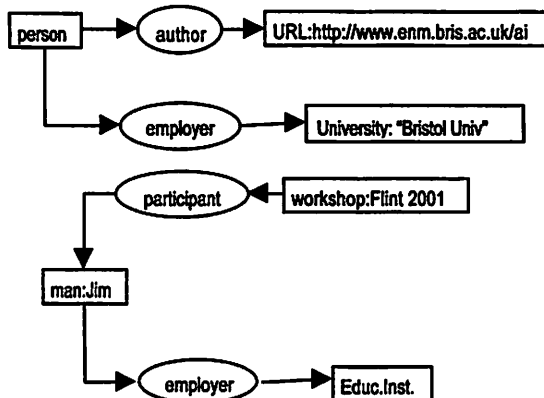 person
author
URL:http://www.enm.bris.ac.uk/ai
employer
University: "Bristol Univ"
participant
workshop:Flint 2001
man:Jim
employer
Educ.Inst.